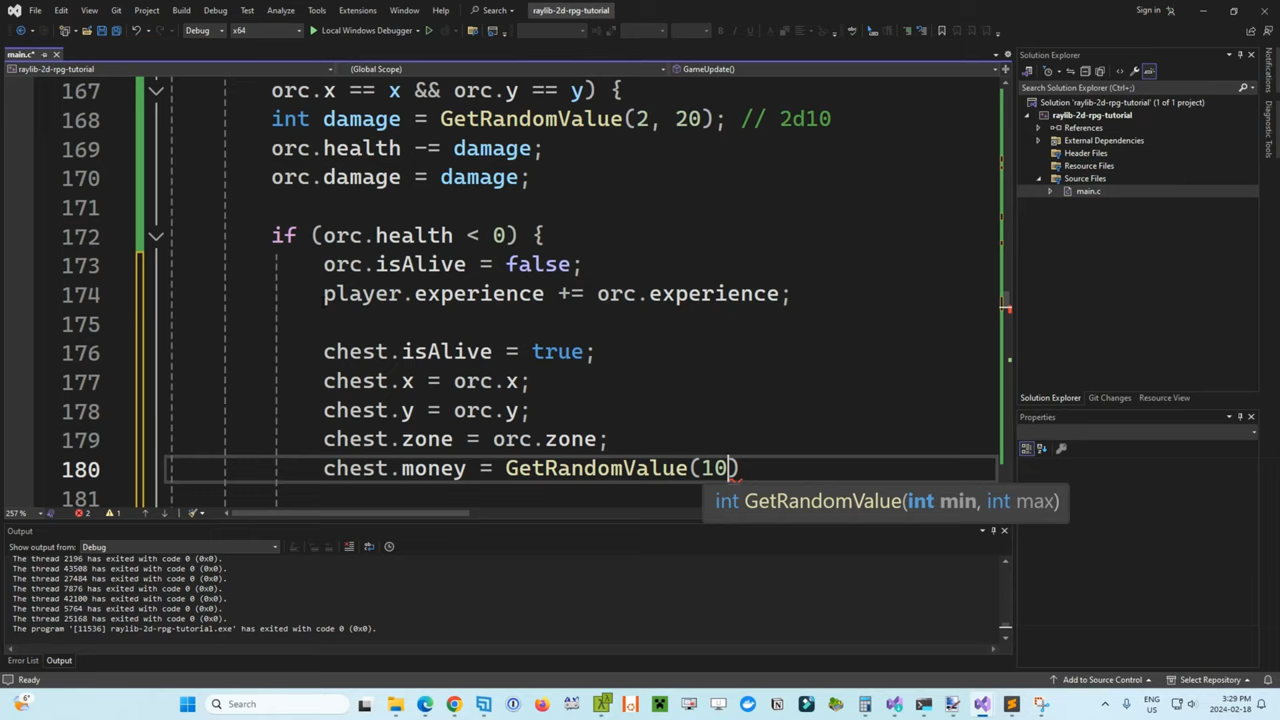 File Edit View Git Project Build Debug Test Analyze Tools Extensions Window Help Search raylib-2d-rpg-tutorial Sign in
Debug x64 Local Windows Debugger
main.c*
raylib-2d-rpg-tutorial (Global Scope) GameUpdate()
167 orc.x == x && orc.y == y) {
168 int damage = GetRandomValue(2, 20); // 2d10
169 orc.health -= damage;
170 orc.damage = damage;
171
172 if (orc.health < 0) {
173 orc.isAlive = false;
174 player.experience += orc.experience;
175
176 chest.isAlive = true;
177 chest.x = orc.x;
178 chest.y = orc.y;
179 chest.zone = orc.zone;
180 chest.money = GetRandomValue(10)
181
int GetRandomValue(int min, int max)
257 % 2 1
Output
Show output from: Debug
The thread 2196 has exited with code 0 (0x0).
The thread 43508 has exited with code 0 (0x0).
The thread 27484 has exited with code 0 (0x0).
The thread 7876 has exited with code 0 (0x0).
The thread 42100 has exited with code 0 (0x0).
The thread 5764 has exited with code 0 (0x0).
The thread 25168 has exited with code 0 (0x0).
The program '[11536] raylib-2d-rpg-tutorial.exe' has exited with code 0 (0x0).
Error List Output
Solution Explorer
Search Solution Explorer (Ctrl+;)
Solution 'raylib-2d-rpg-tutorial' (1 of 1 project)
raylib-2d-rpg-tutorial
References
External Dependencies
Header Files
Resource Files
Source Files
main.c
Solution Explorer Git Changes Resource View
Properties
Notifications
Diagnostic Tools
Ready Add to Source Control Select Repository
6° Search ENG US 3:29 PM 2024-02-18